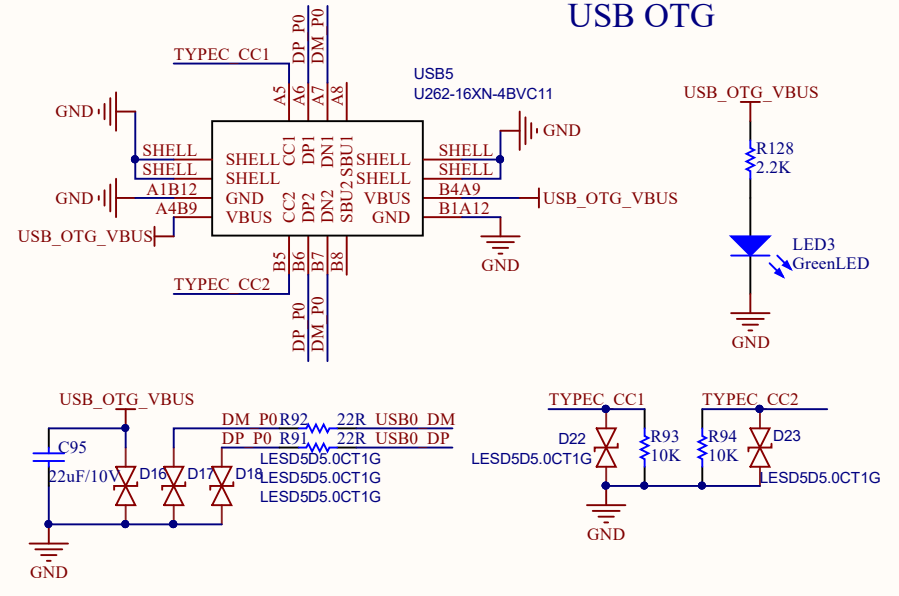 USB OTG
TYPEC_CC1
DP_P0
DM_P0
A5
A6
A7
A8
USB5
U262-16XN-4BVC11
GND
GND
SHELL
SHELL
A1B12
A4B9
GND
USB_OTG_VBUS
SHELL
SHELL
GND
VBUS
CC1
DP1
DN1
SBU1
CC2
DP2
DN2
SBU2
SHELL
SHELL
VBUS
GND
SHELL
SHELL
B4A9
B1A12
USB_OTG_VBUS
GND
B5
B6
B7
B8
TYPEC_CC2
DP_P0
DM_P0
USB_OTG_VBUS
R128
2.2K
LED3
GreenLED
GND
USB_OTG_VBUS
C95
22uF/10V
D16
D17
D18
DM_P0 R92 22R USB0_DM
DP_P0 R91 22R USB0_DP
LESD5D5.0CT1G
LESD5D5.0CT1G
LESD5D5.0CT1G
GND
TYPEC_CC1
TYPEC_CC2
D22
LESD5D5.0CT1G
R93
10K
R94
10K
D23
LESD5D5.0CT1G
GND